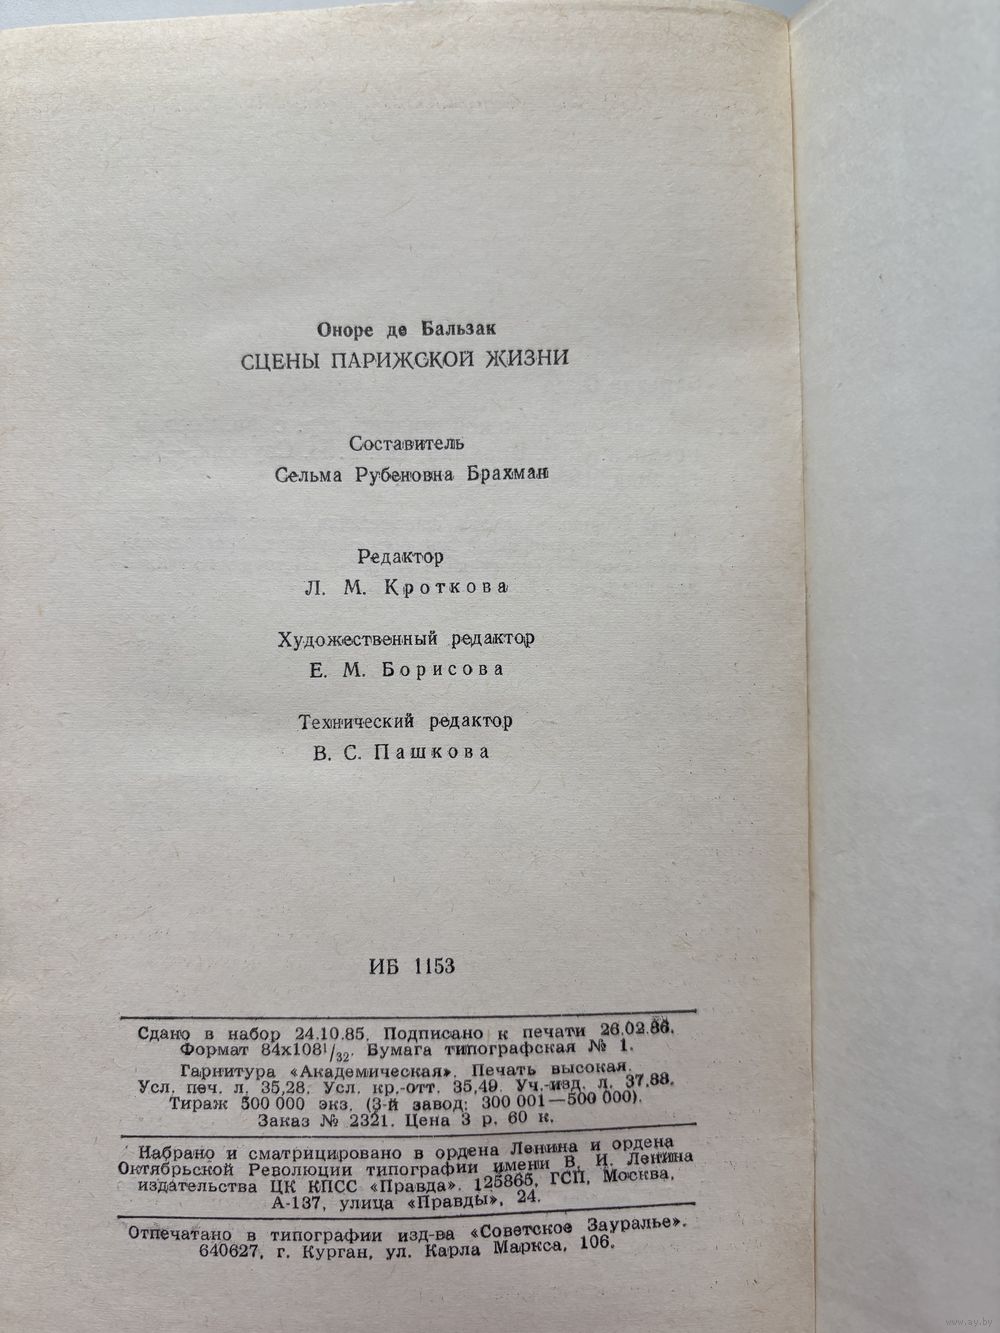 Оноре де Бальзак
СЦЕНЫ ПАРИЖСКОЙ ЖИЗНИ
Составитель
Сельма Рубеновна Брахман
Редактор
Л. М. Кроткова
Художественный редактор
Е. М. Борисова
Технический редактор
В. С. Пашкова
ИБ 1153
Сдано в набор 24.10.85. Подписано к печати 26.02.86.
Формат 84х108¹/₃₂. Бумага типографская № 1.
Гарнитура «Академическая». Печать высокая.
Усл. печ. л. 35,28. Усл. кр.-отт. 35,49. Уч.-изд. л. 37,88.
Тираж 500 000 экз. (3-й завод: 300 001—500 000).
Заказ № 2321. Цена 3 р. 60 к.
Набрано и сматрицировано в ордена Ленина и ордена
Октябрьской Революции типографии имени В. И. Ленина
издательства ЦК КПСС «Правда». 125865, ГСП, Москва,
А-137, улица «Правды», 24.
Отпечатано в типографии изд-ва «Советское Зауралье».
640627, г. Курган, ул. Карла Маркса, 106.
www.ay.by